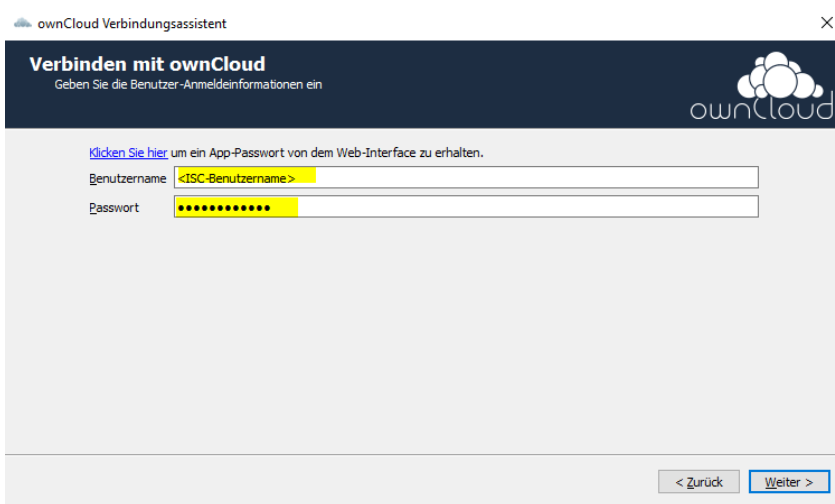 ownCloud Verbindungsassistent
Verbinden mit ownCloud
Geben Sie die Benutzer-Anmeldeinformationen ein
ownCloud
Klicken Sie hier um ein App-Passwort von dem Web-Interface zu erhalten.
Benutzername <ISC-Benutzername>
Passwort ●●●●●●●●●●●●
< Zurück Weiter >